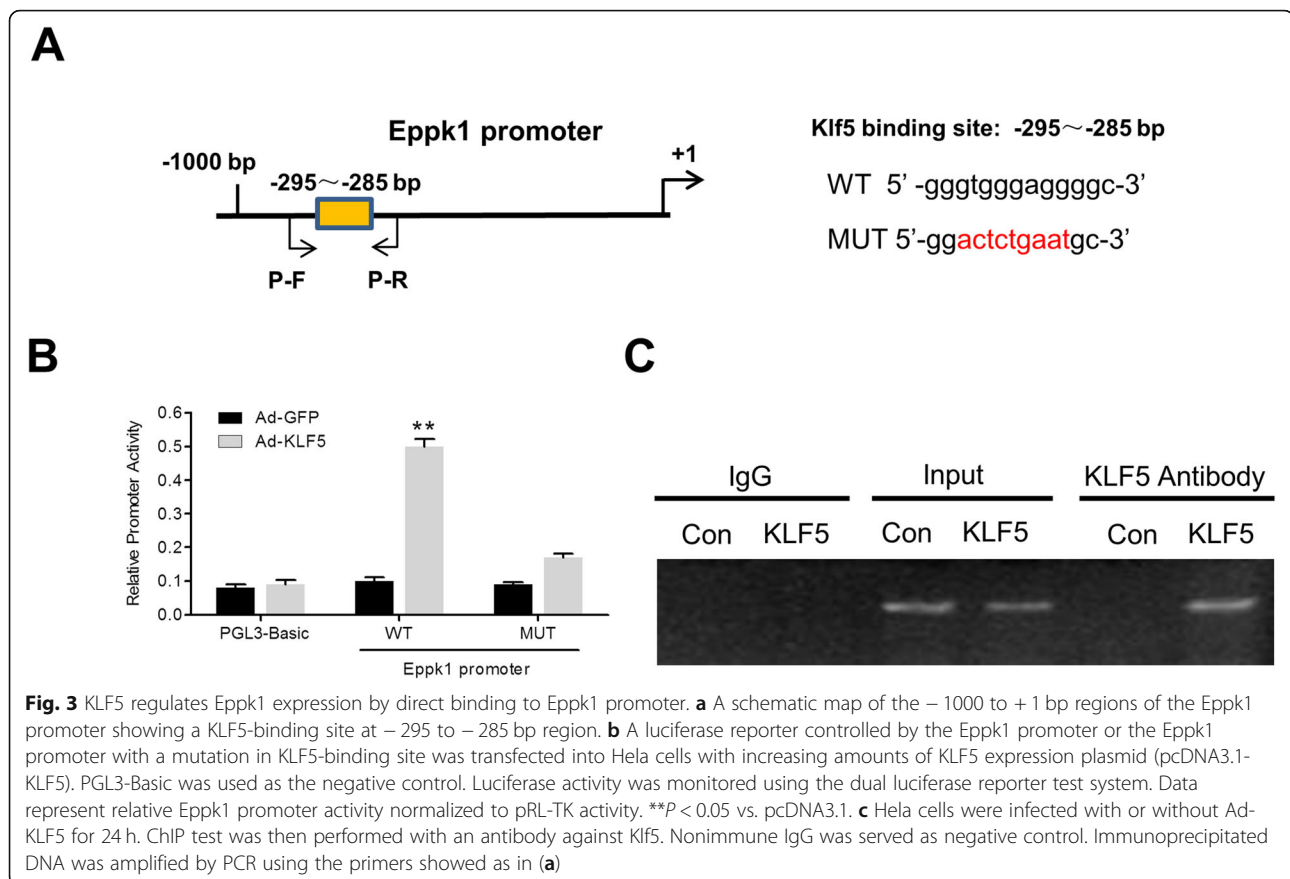 A
Eppk1 promoter
-1000 bp
-295～-285 bp
+1
P-F
P-R
Klf5 binding site: -295～-285 bp
WT 5' -gggtgggaggggc-3'
MUT 5'-ggactctgaatgc-3'
B
Relative Promoter Activity
0.6
0.5
0.4
0.3
0.2
0.1
0.0
Ad-GFP
Ad-KLF5
**
PGL3-Basic
WT
MUT
Eppk1 promoter
C
IgG
Input
KLF5 Antibody
Con KLF5 Con KLF5 Con KLF5
Fig. 3 KLF5 regulates Eppk1 expression by direct binding to Eppk1 promoter. a A schematic map of the − 1000 to + 1 bp regions of the Eppk1
promoter showing a KLF5-binding site at − 295 to − 285 bp region. b A luciferase reporter controlled by the Eppk1 promoter or the Eppk1
promoter with a mutation in KLF5-binding site was transfected into Hela cells with increasing amounts of KLF5 expression plasmid (pcDNA3.1-
KLF5). PGL3-Basic was used as the negative control. Luciferase activity was monitored using the dual luciferase reporter test system. Data
represent relative Eppk1 promoter activity normalized to pRL-TK activity. **P < 0.05 vs. pcDNA3.1. c Hela cells were infected with or without Ad-
KLF5 for 24 h. ChIP test was then performed with an antibody against Klf5. Nonimmune IgG was served as negative control. Immunoprecipitated
DNA was amplified by PCR using the primers showed as in (a)